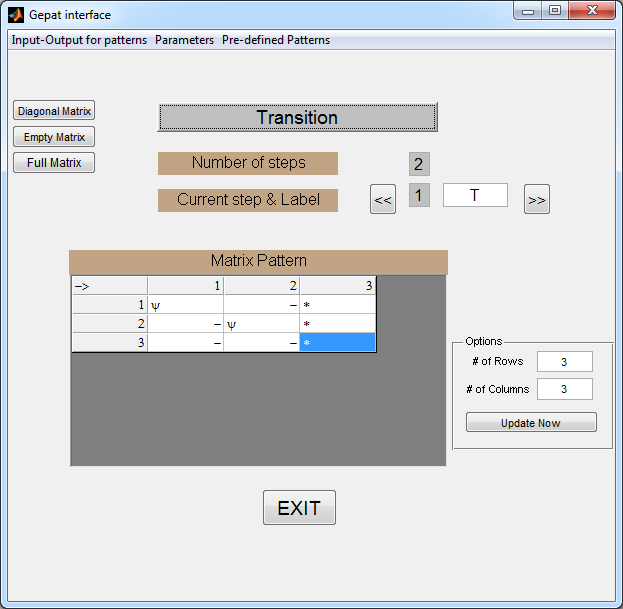 Gepat interface
Input-Output for patterns Parameters Pre-defined Patterns
Diagonal Matrix
Empty Matrix
Full Matrix
Transition
Number of steps 2
Current step & Label << 1 T >>
Matrix Pattern
–> 1 2 3
1 ψ – *
2 – ψ *
3 – – *
Options
# of Rows 3
# of Columns 3
Update Now
EXIT